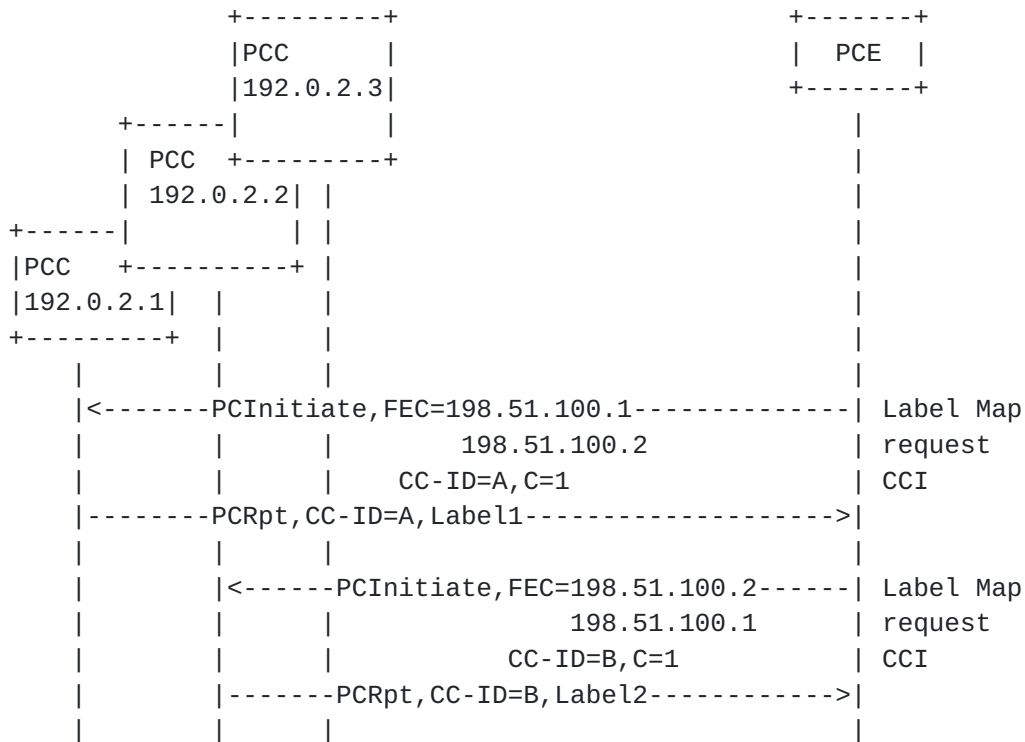 +---------+                         +-------+
|PCC      |                         |  PCE  |
|192.0.2.3|                         +-------+
+------|         |                             |
| PCC  +---------+                             |
| 192.0.2.2| |                                 |
+------|          | |                                 |
|PCC   +----------+ |                                 |
|192.0.2.1|  |      |                                 |
+---------+  |      |                                 |
|        |      |                                 |
|<-------PCInitiate,FEC=198.51.100.1--------------| Label Map
|        |      |        198.51.100.2             | request
|        |      |    CC-ID=A,C=1                  | CCI
|--------PCRpt,CC-ID=A,Label1-------------------->|
|        |      |                                 |
|        |<------PCInitiate,FEC=198.51.100.2------| Label Map
|        |      |               198.51.100.1      | request
|        |      |           CC-ID=B,C=1           | CCI
|        |-------PCRpt,CC-ID=B,Label2------------>|
|        |      |                                 |